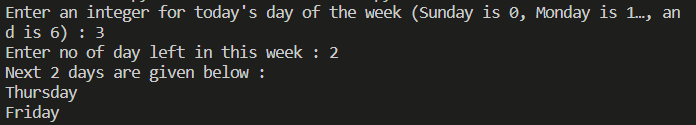 Enter an integer for today's day of the week (Sunday is 0, Monday is 1…, an
d is 6) : 3
Enter no of day left in this week : 2
Next 2 days are given below :
Thursday
Friday